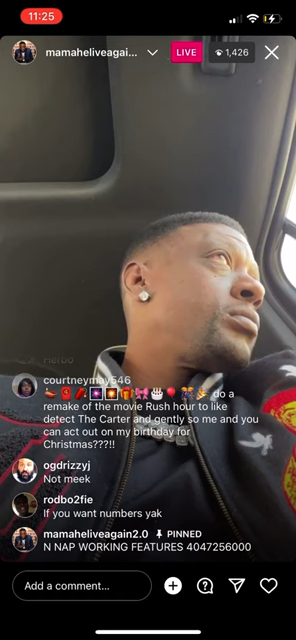 11:25
mamaheliveagai...
LIVE
1,426
courtneymay546
do a
remake of the movie Rush hour to like
detect The Carter and gently so me and you
can act out on my birthday for
Christmas???!!
ogdrizzyj
Not meek
rodbo2fie
If you want numbers yak
mamaheliveagain2.0 PINNED
N NAP WORKING FEATURES 4047256000
Add a comment...